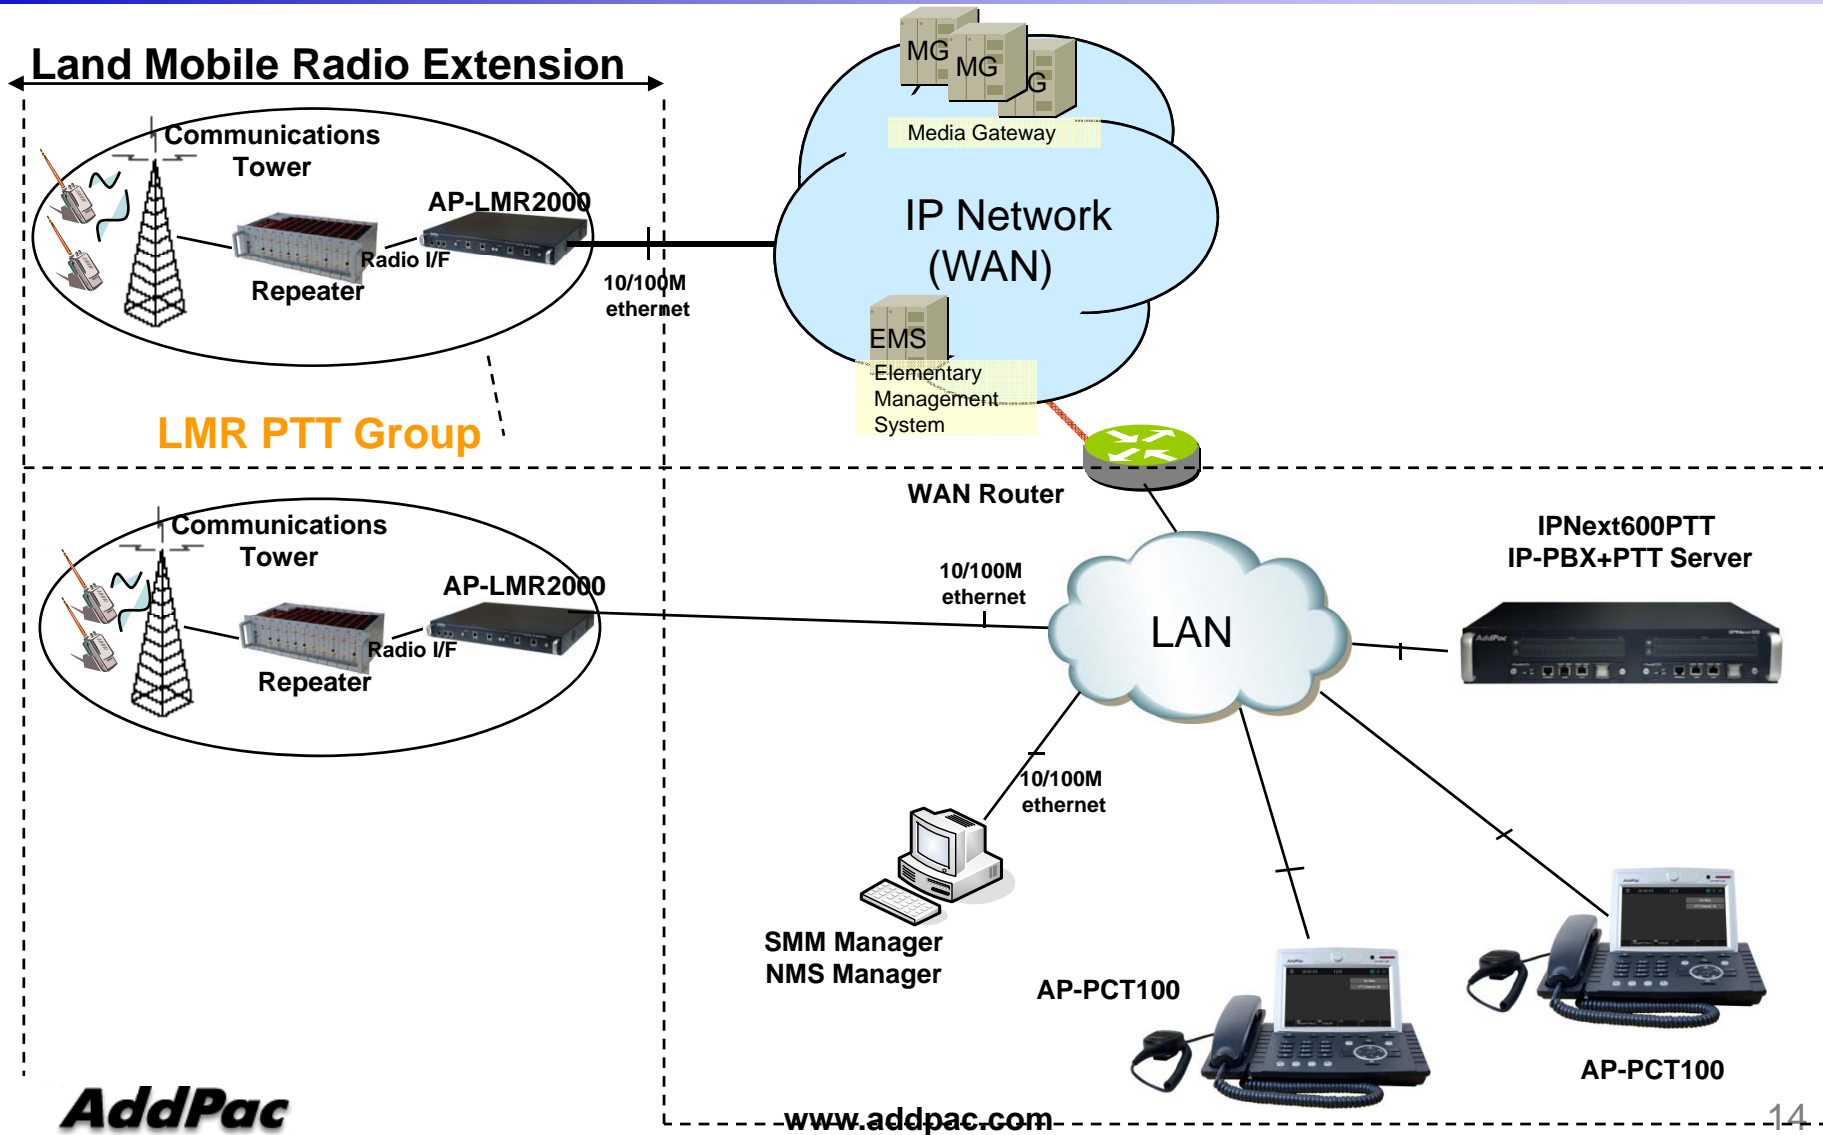 Land Mobile Radio Extension
MG
MG
G
Media Gateway
Communications
Tower
AP-LMR2000
Radio I/F
Repeater
10/100M
ethernet
IP Network
(WAN)
EMS
Elementary
Management
System
LMR PTT Group
WAN Router
Communications
Tower
AP-LMR2000
Radio I/F
Repeater
10/100M
ethernet
LAN
IPNext600PTT
IP-PBX+PTT Server
AddPac
10/100M
ethernet
SMM Manager
NMS Manager
AP-PCT100
AP-PCT100
AddPac
www.addpac.com
14